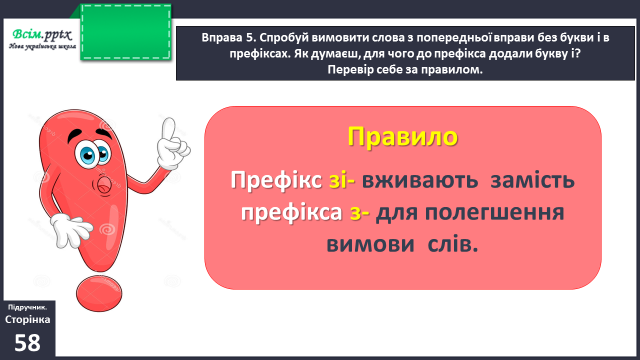 Всім.pptx
Нова українська школа
Вправа 5. Спробуй вимовити слова з попередньої вправи без букви і в
префіксах. Як думаєш, для чого до префікса додали букву і?
Перевір себе за правилом.
Правило
Префікс зі- вживають замість
префікса з- для полегшення
вимови слів.
Підручник.
Сторінка
58